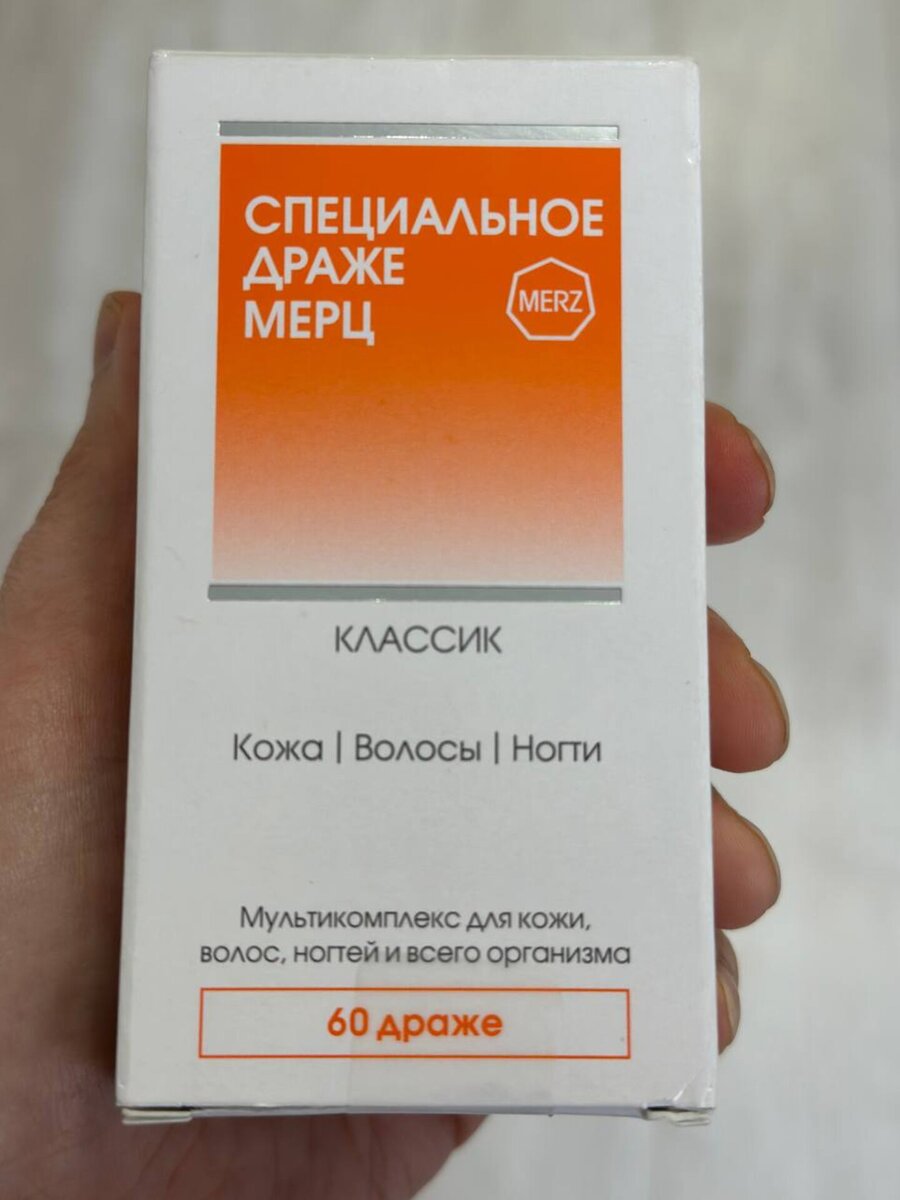 СПЕЦИАЛЬНОЕ
ДРАЖЕ
МЕРЦ
MERZ
КЛАССИК
Кожа | Волосы | Ногти
Мультикомплекс для кожи,
волос, ногтей и всего организма
60 драже